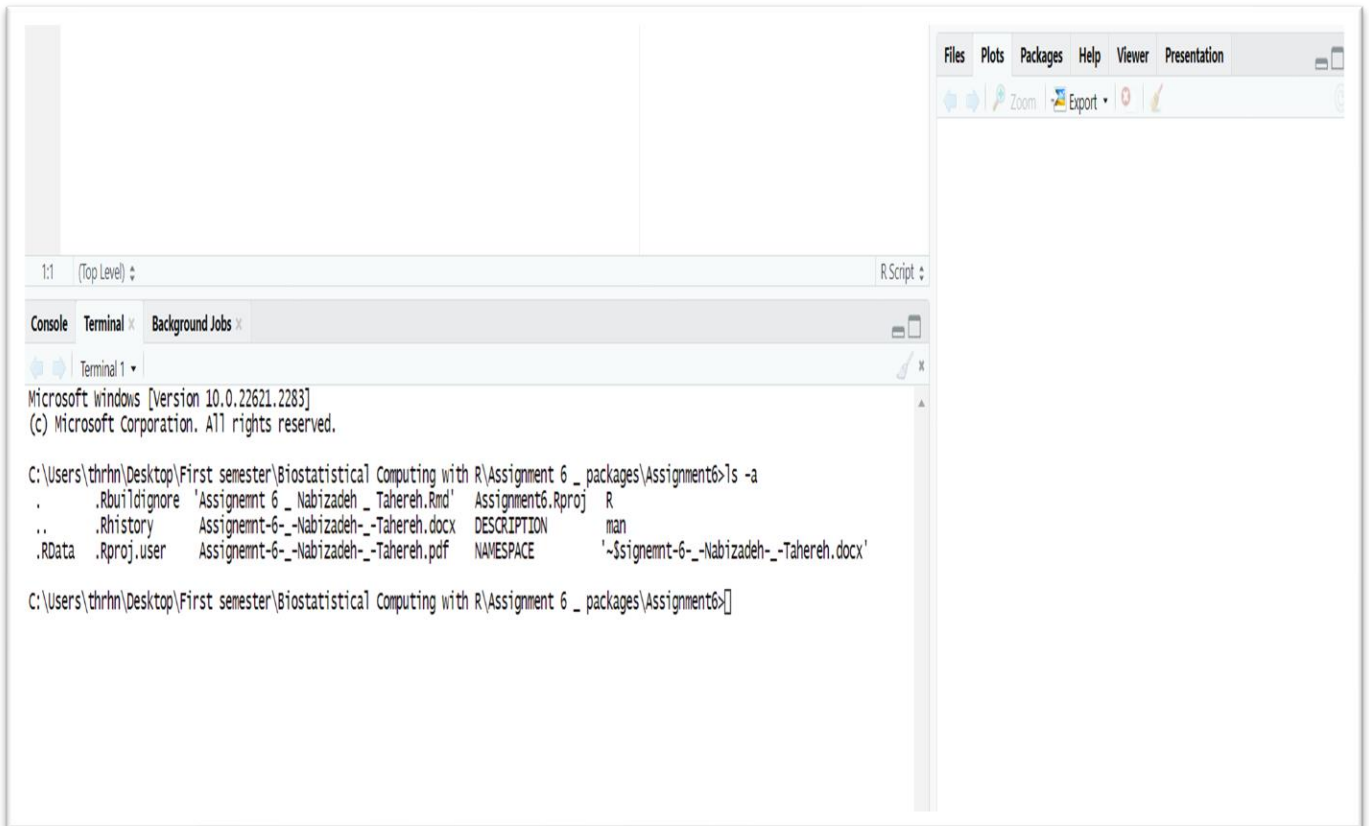 Files Plots Packages Help Viewer Presentation
Zoom Export
1:1 (Top Level) R Script
Console Terminal Background Jobs
Terminal 1
Microsoft Windows [Version 10.0.22621.2283]
(c) Microsoft Corporation. All rights reserved.
C:\Users\thrhn\Desktop\First semester\Biostatistical Computing with R\Assignment 6 _ packages\Assignment6>ls -a
. .Rbuildignore 'Assignemnt 6 _ Nabizadeh _ Tahereh.Rmd' Assignment6.Rproj R
.. .Rhistory Assignemnt-6-_-Nabizadeh-_-Tahereh.docx DESCRIPTION man
.RData .Rproj.user Assignemnt-6-_-Nabizadeh-_-Tahereh.pdf NAMESPACE '~$signemnt-6-_-Nabizadeh-_-Tahereh.docx'
C:\Users\thrhn\Desktop\First semester\Biostatistical Computing with R\Assignment 6 _ packages\Assignment6>